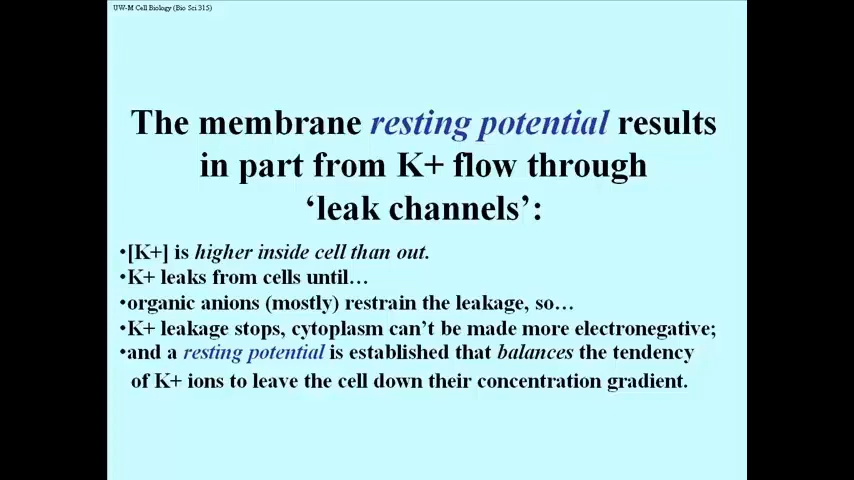 UW-M Cell Biology (Bio Sci 315)
The membrane resting potential results
in part from K+ flow through
‘leak channels’:
•[K+] is higher inside cell than out.
•K+ leaks from cells until…
•organic anions (mostly) restrain the leakage, so…
•K+ leakage stops, cytoplasm can’t be made more electronegative;
•and a resting potential is established that balances the tendency
of K+ ions to leave the cell down their concentration gradient.